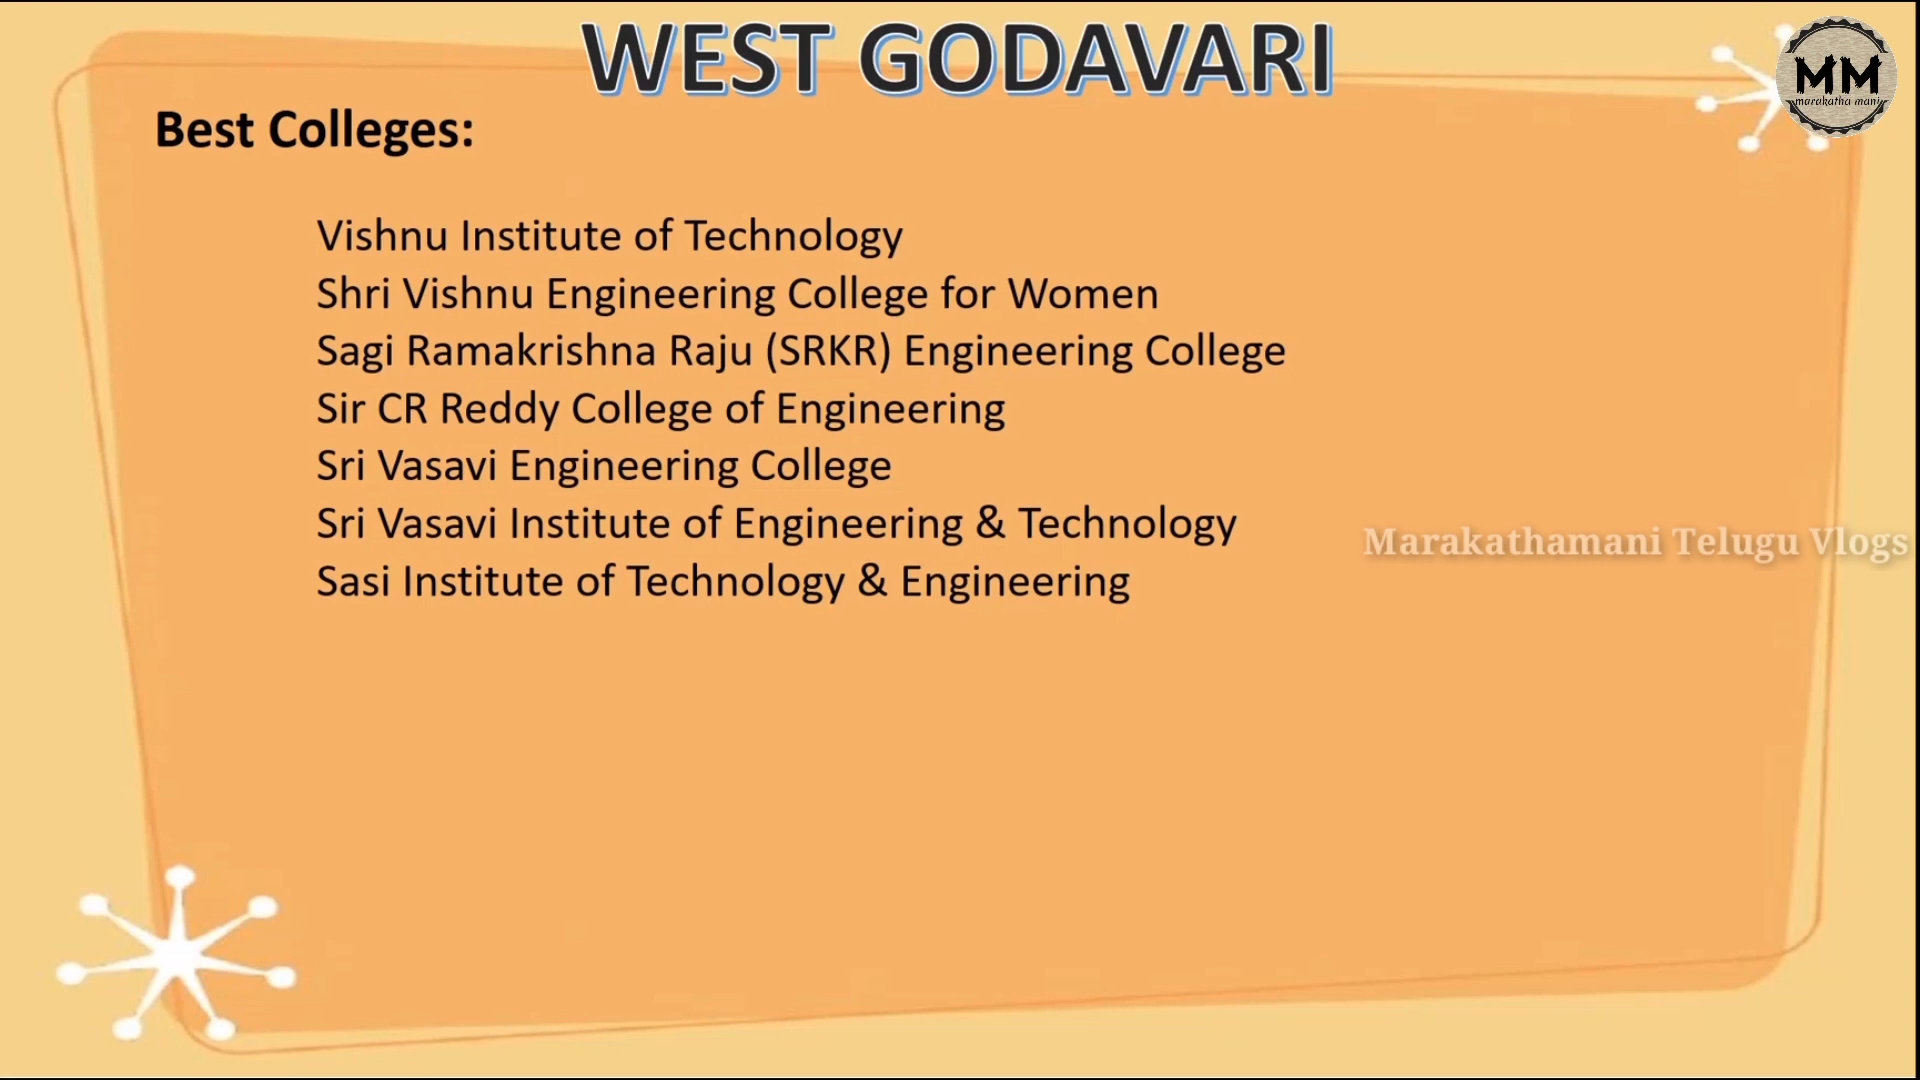 WEST GODAVARI
MM
marakatha mani
Best Colleges:
Vishnu Institute of Technology
Shri Vishnu Engineering College for Women
Sagi Ramakrishna Raju (SRKR) Engineering College
Sir CR Reddy College of Engineering
Sri Vasavi Engineering College
Sri Vasavi Institute of Engineering & Technology
Marakathamani Telugu Vlogs
Sasi Institute of Technology & Engineering